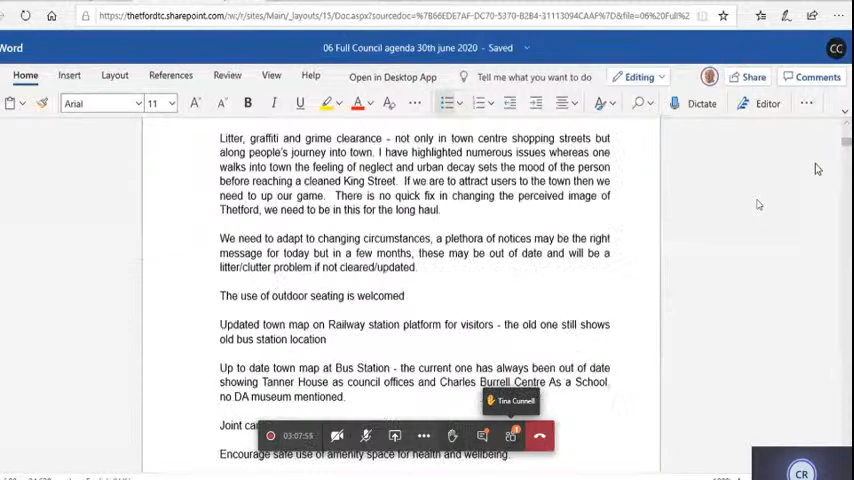 https://thetfordtc.sharepoint.com/:w:/r/sites/Main/_layouts/15/Doc.aspx?sourcedoc=%7B66EDE7AF-DC70-5370-B2B4-31113094CAAF%7D&file=06%20Full%2
Word
06 Full Council agenda 30th june 2020 - Saved
CC
Home Insert Layout References Review View Help Open in Desktop App Tell me what you want to do Editing Share Comments
Arial 11 A A B I U A Dictate Editor
Litter, graffiti and grime clearance - not only in town centre shopping streets but
along people's journey into town. I have highlighted numerous issues whereas one
walks into town the feeling of neglect and urban decay sets the mood of the person
before reaching a cleaned King Street. If we are to attract users to the town then we
need to up our game. There is no quick fix in changing the perceived image of
Thetford, we need to be in this for the long haul.
We need to adapt to changing circumstances, a plethora of notices may be the right
message for today but in a few months, these may be out of date and will be a
litter/clutter problem if not cleared/updated.
The use of outdoor seating is welcomed
Updated town map on Railway station platform for visitors - the old one still shows
old bus station location
Up to date town map at Bus Station - the current one has always been out of date
showing Tanner House as council offices and Charles Burrell Centre As a School,
no DA museum mentioned.
Tina Cunnell
Joint
03:07:55
1
Encourage safe use of amenity space for health and wellbeing.
CR